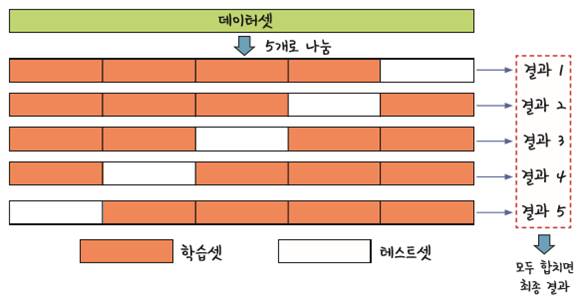 데이터셋
5개로 나눔
결과 1
결과 2
결과 3
결과 4
결과 5
학습셋
테스트셋
모두 합치면
최종 결과